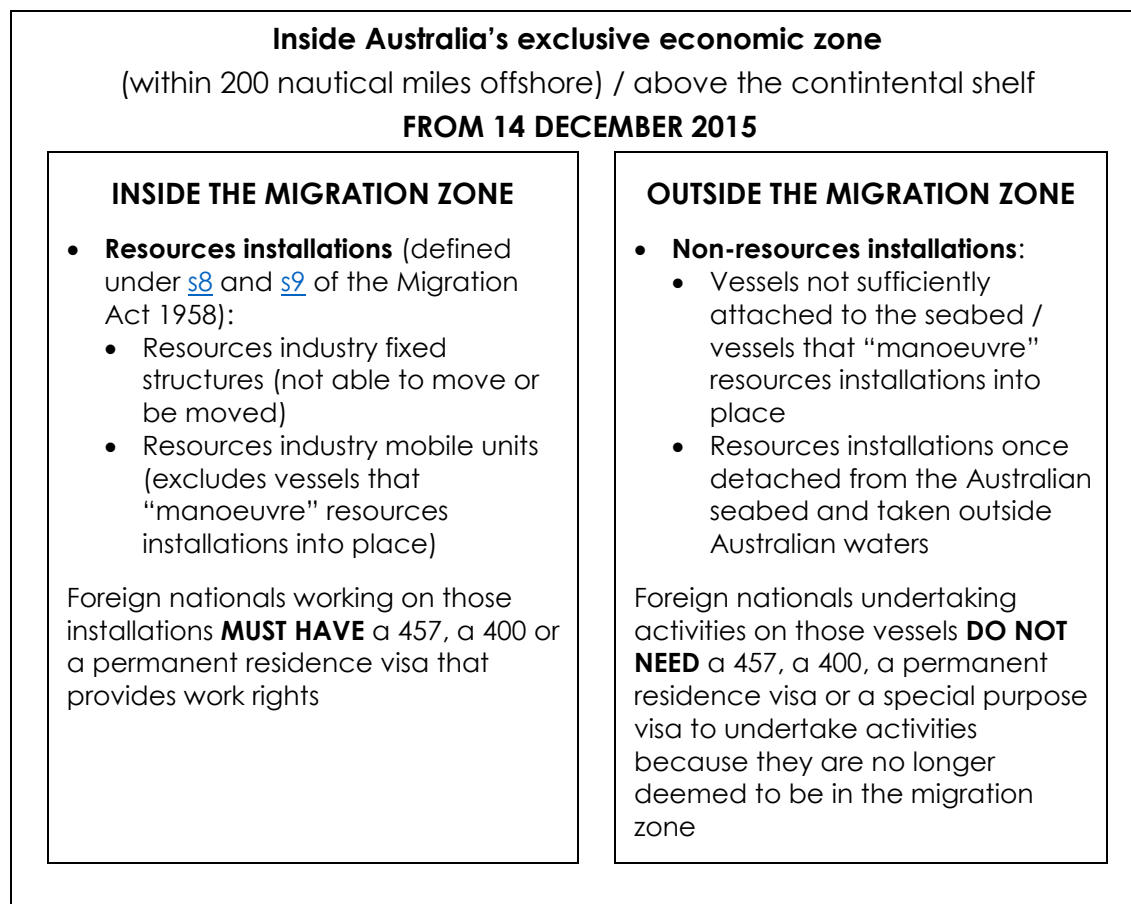 Inside Australia’s exclusive economic zone
(within 200 nautical miles offshore) / above the contintental shelf
FROM 14 DECEMBER 2015
INSIDE THE MIGRATION ZONE
• Resources installations (defined
under s8 and s9 of the Migration
Act 1958):
• Resources industry fixed
structures (not able to move or
be moved)
• Resources industry mobile units
(excludes vessels that
“manoeuvre” resources
installations into place)
Foreign nationals working on those
installations MUST HAVE a 457, a 400 or
a permanent residence visa that
provides work rights
OUTSIDE THE MIGRATION ZONE
• Non-resources installations:
• Vessels not sufficiently
attached to the seabed /
vessels that “manoeuvre”
resources installations into
place
• Resources installations once
detached from the Australian
seabed and taken outside
Australian waters
Foreign nationals undertaking
activities on those vessels DO NOT
NEED a 457, a 400, a permanent
residence visa or a special purpose
visa to undertake activities
because they are no longer
deemed to be in the migration
zone